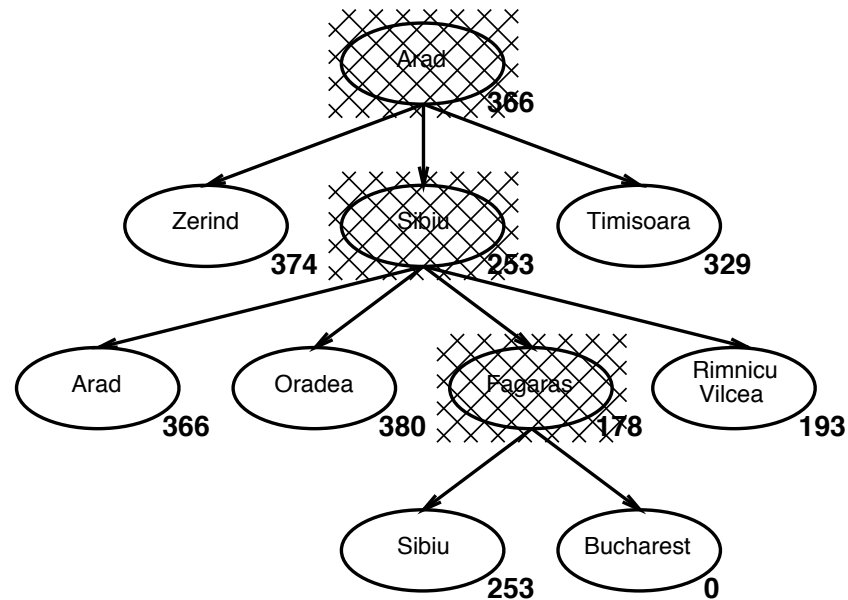 Arad
366
Zerind
374
Sibiu
253
Timisoara
329
Arad
366
Oradea
380
Fagaras
178
Rimnicu
Vilcea
193
Sibiu
253
Bucharest
0